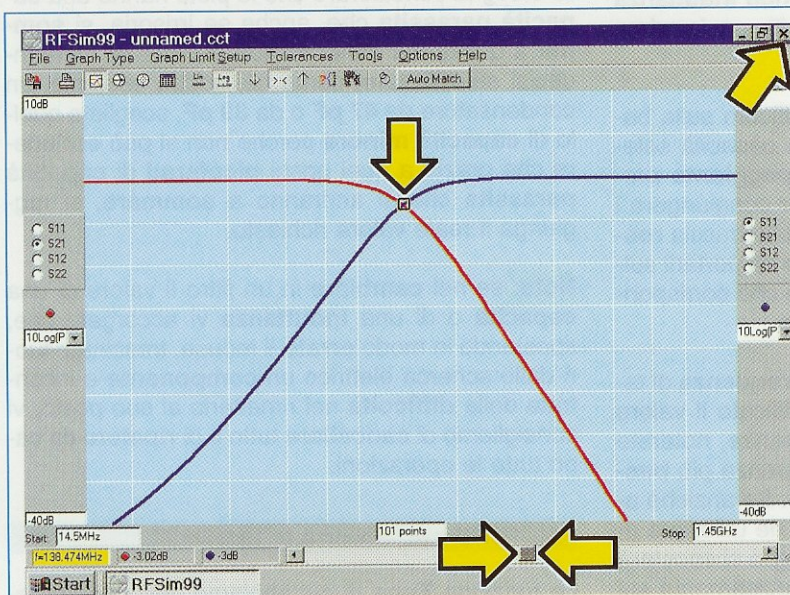 RFSim99 - unnamed.cct
File Graph Type Graph Limit Setup Tolerances Tools Options Help
Auto Match
10dB
S11
S21
S12
S22
S11
S21
S12
S22
10Log(P
10Log(P
-40dB
-40dB
Start: 14.5MHz
101 points
Stop: 1.45GHz
f=138.474MHz
-3.02dB
-3dB
Start
RFSim99